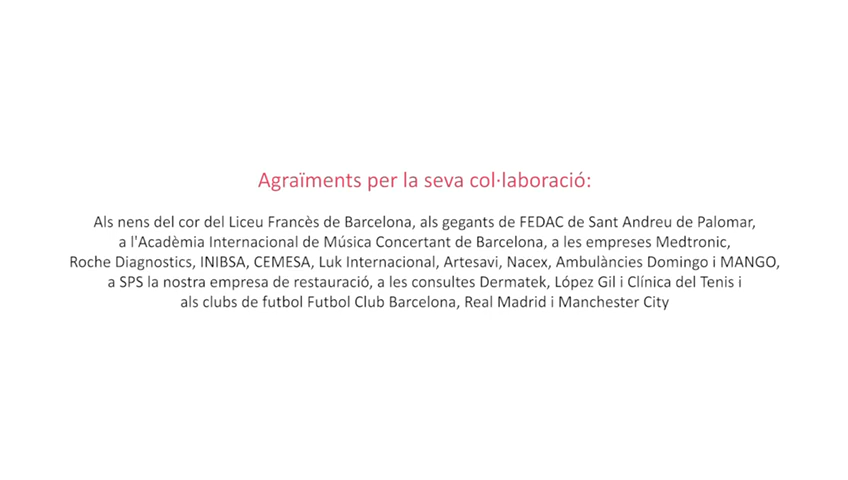 Agraïments per la seva col·laboració:
Als nens del cor del Liceu Francès de Barcelona, als gegants de FEDAC de Sant Andreu de Palomar,
a l'Acadèmia Internacional de Música Concertant de Barcelona, a les empreses Medtronic,
Roche Diagnostics, INIBSA, CEMESA, Luk Internacional, Artesavi, Nacex, Ambulàncies Domingo i MANGO,
a SPS la nostra empresa de restauració, a les consultes Dermatek, López Gil i Clínica del Tenis i
als clubs de futbol Futbol Club Barcelona, Real Madrid i Manchester City